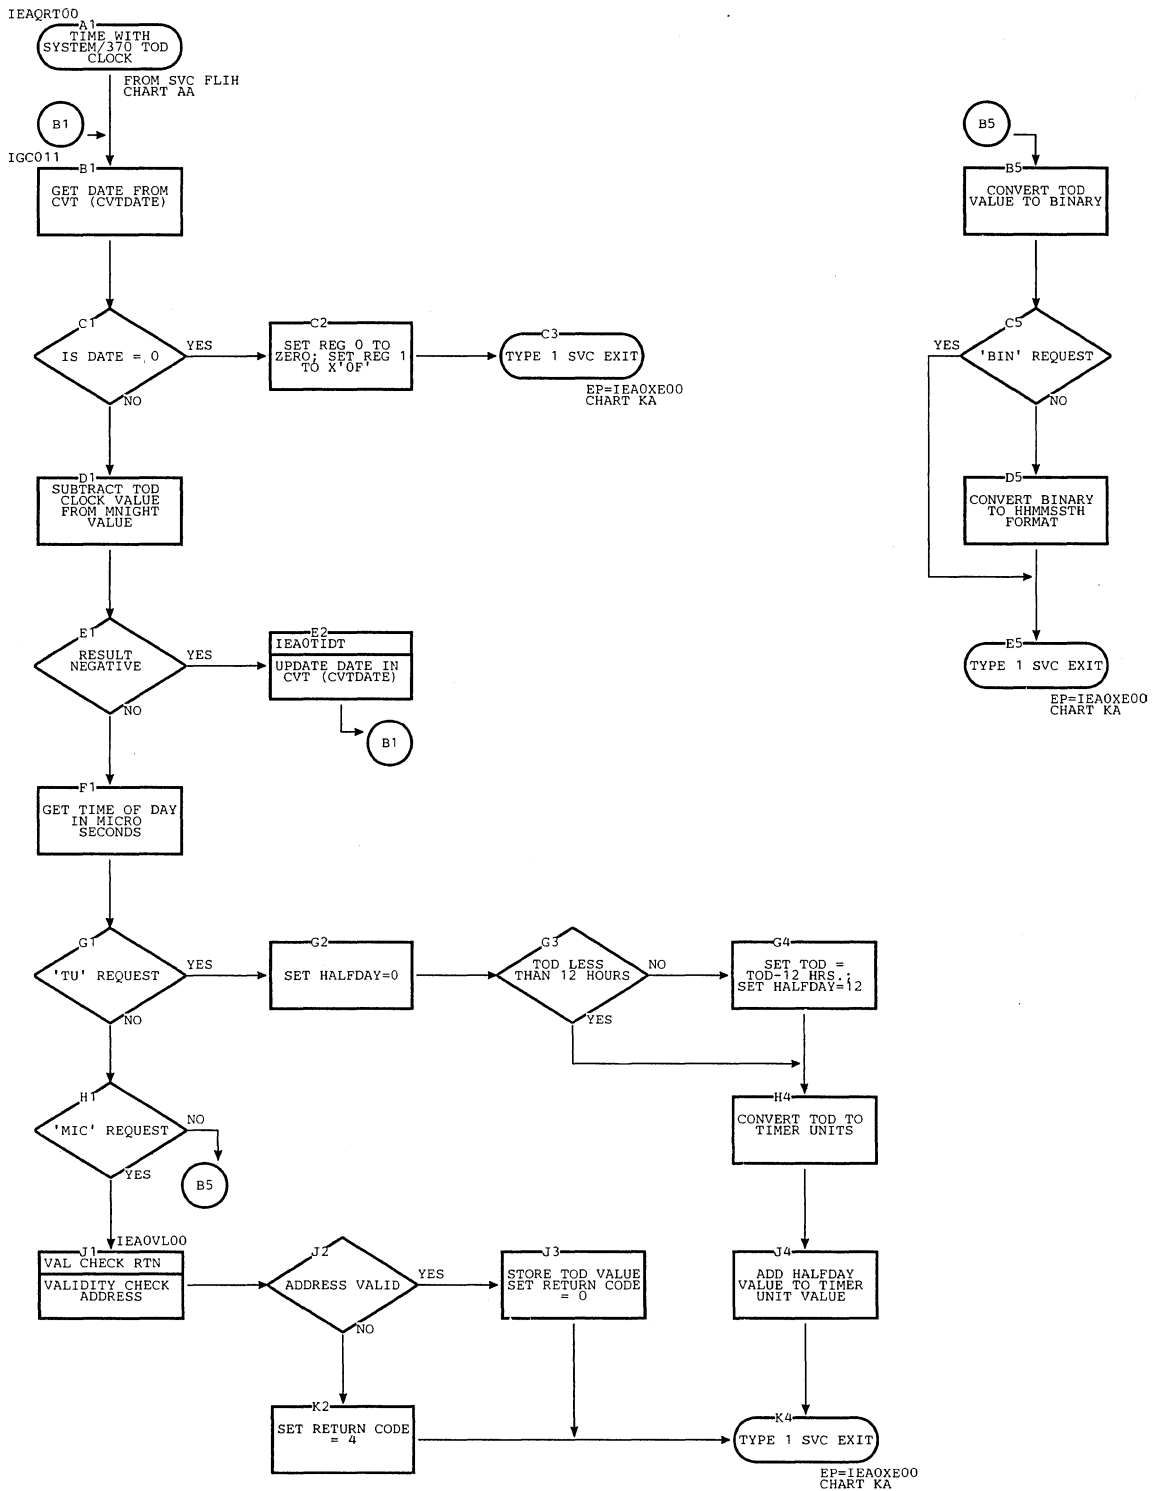 IEAQRT00
A1
TIME WITH
SYSTEM/370 TOD
CLOCK
FROM SVC FLIH
CHART AA
B1
IGC011
B1
GET DATE FROM
CVT (CVTDATE)
C1
IS DATE = 0
YES
NO
C2
SET REG 0 TO
ZERO; SET REG 1
TO X'0F'
C3
TYPE 1 SVC EXIT
EP=IEA0XE00
CHART KA
D1
SUBTRACT TOD
CLOCK VALUE
FROM MNIGHT
VALUE
E1
RESULT
NEGATIVE
YES
NO
E2
IEA0TIDT
UPDATE DATE IN
CVT (CVTDATE)
B1
F1
GET TIME OF DAY
IN MICRO
SECONDS
G1
'TU' REQUEST
YES
NO
G2
SET HALFDAY=0
G3
TOD LESS
THAN 12 HOURS
NO
YES
G4
SET TOD =
TOD-12 HRS.;
SET HALFDAY=12
H1
'MIC' REQUEST
NO
YES
B5
H4
CONVERT TOD TO
TIMER UNITS
J1
IEA0VL00
VAL CHECK RTN
VALIDITY CHECK
ADDRESS
J2
ADDRESS VALID
YES
NO
J3
STORE TOD VALUE
SET RETURN CODE
= 0
J4
ADD HALFDAY
VALUE TO TIMER
UNIT VALUE
K2
SET RETURN CODE
= 4
K4
TYPE 1 SVC EXIT
EP=IEA0XE00
CHART KA
B5
B5
CONVERT TOD
VALUE TO BINARY
C5
YES
'BIN' REQUEST
NO
D5
CONVERT BINARY
TO HHMMSSTH
FORMAT
E5
TYPE 1 SVC EXIT
EP=IEA0XE00
CHART KA